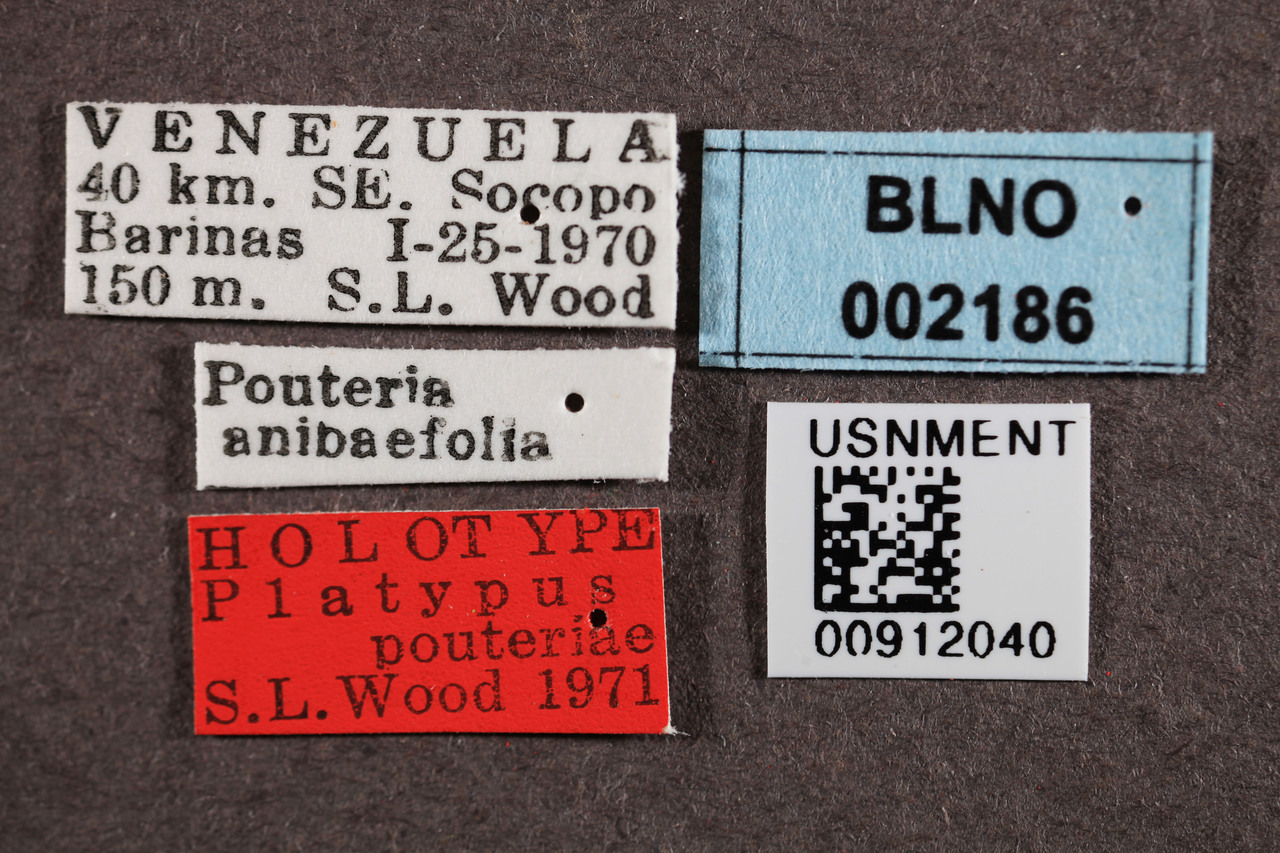 VENEZUELA
40 km. SE. Socopo
Barinas I-25-1970
150 m. S.L. Wood
Pouteria
anibaefolia
HOLOTYPE
Platypus
pouteriae
S.L.Wood 1971
BLNO
002186
USNMENT
00912040